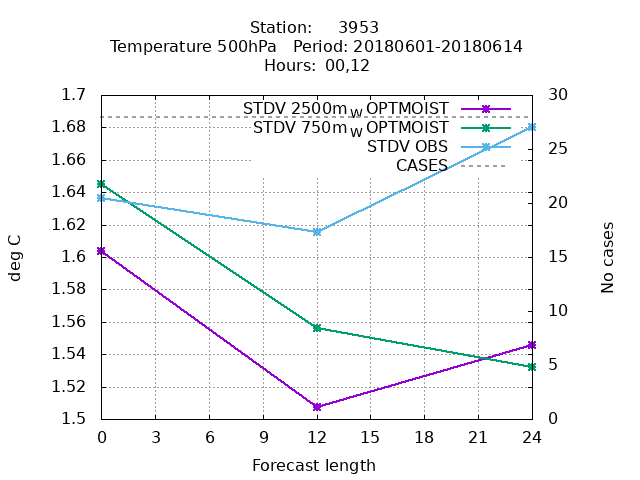 Station: 3953
Temperature 500hPa Period: 20180601-20180614
Hours: 00,12
1.7
1.68
1.66
1.64
1.62
1.6
1.58
1.56
1.54
1.52
1.5
30
25
20
15
10
5
0
STDV 2500m_W OPTMOIST
STDV 750m_W OPTMOIST
STDV OBS
CASES
deg C
No cases
0 3 6 9 12 15 18 21 24
Forecast length